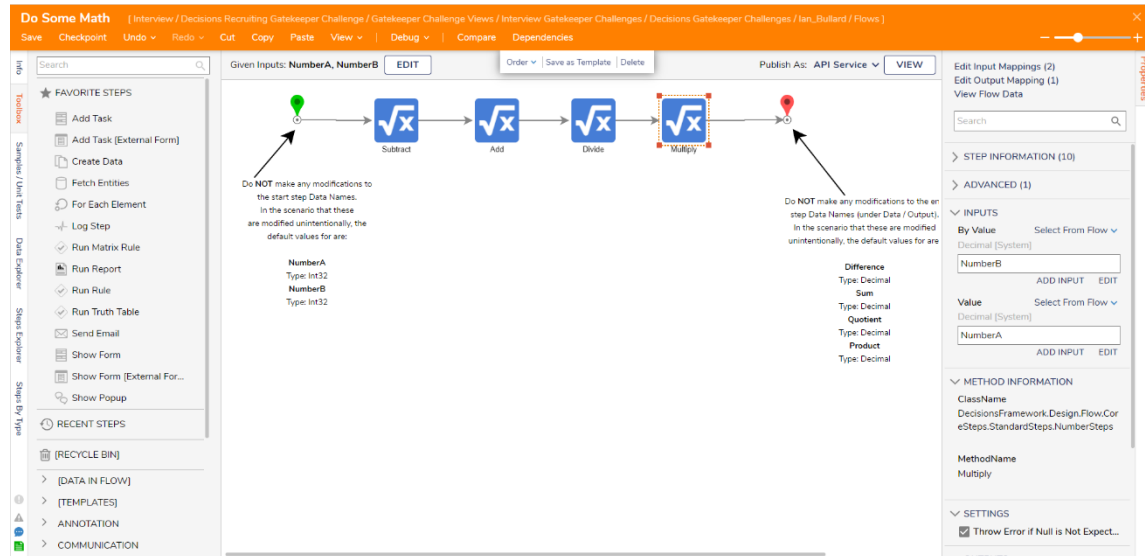 Do Some Math [ Interview / Decisions Recruiting Gatekeeper Challenge / Gatekeeper Challenge Views / Interview Gatekeeper Challenges / Decisions Gatekeeper Challenges / Ian_Bullard / Flows ]
Save Checkpoint Undo Redo Cut Copy Paste View | Debug | Compare Dependencies
Info
Toolbox
Samples / Unit Tests
Data Explorer
Steps Explorer
Steps By Type
Search
FAVORITE STEPS
Add Task
Add Task [External Form]
Create Data
Fetch Entities
For Each Element
Log Step
Run Matrix Rule
Run Report
Run Rule
Run Truth Table
Send Email
Show Form
Show Form [External For...
Show Popup
RECENT STEPS
[RECYCLE BIN]
[DATA IN FLOW]
[TEMPLATES]
ANNOTATION
COMMUNICATION
Given Inputs: NumberA, NumberB EDIT
Order | Save as Template | Delete
Publish As: API Service VIEW
√x √x √x √x
Subtract Add Divide Multiply
Do NOT make any modifications to
the start step Data Names.
In the scenario that these
are modified unintentionally, the
default values for are:
NumberA
Type: Int32
NumberB
Type: Int32
Do NOT make any modifications to the en
step Data Names (under Data / Output).
In the scenario that these are modified
unintentionally, the default values for are
Difference
Type: Decimal
Sum
Type: Decimal
Quotient
Type: Decimal
Product
Type: Decimal
Properties
Edit Input Mappings (2)
Edit Output Mapping (1)
View Flow Data
Search
STEP INFORMATION (10)
ADVANCED (1)
INPUTS
By Value Select From Flow
Decimal [System]
NumberB
ADD INPUT EDIT
Value Select From Flow
Decimal [System]
NumberA
ADD INPUT EDIT
METHOD INFORMATION
ClassName
DecisionsFramework.Design.Flow.Cor
eSteps.StandardSteps.NumberSteps
MethodName
Multiply
SETTINGS
Throw Error if Null is Not Expect...